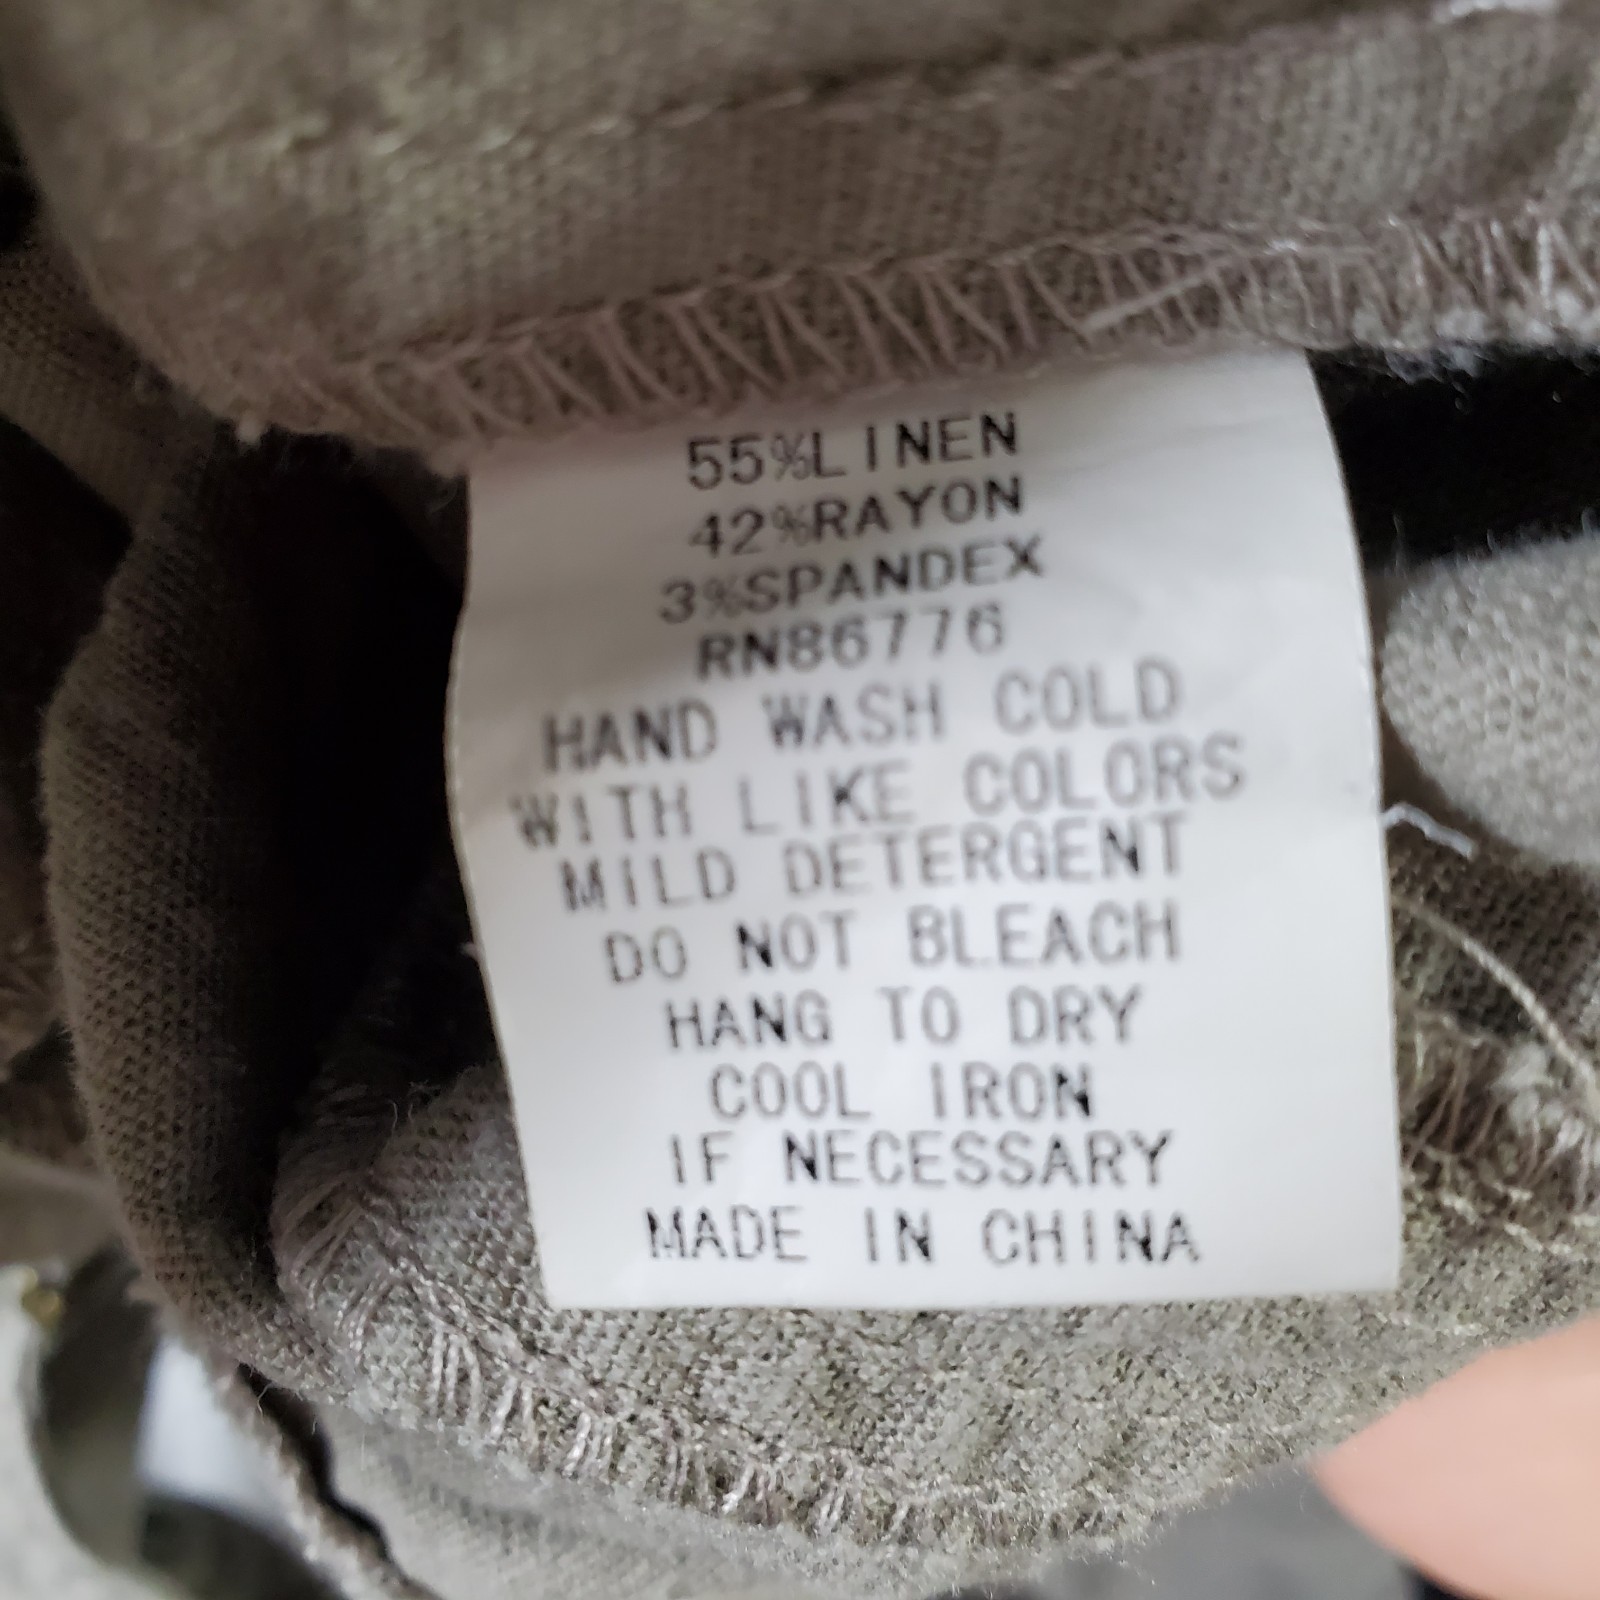 55%LINEN
42%RAYON
3%SPANDEX
RN86776
HAND WASH COLD
WITH LIKE COLORS
MILD DETERGENT
DO NOT BLEACH
HANG TO DRY
COOL IRON
IF NECESSARY
MADE IN CHINA